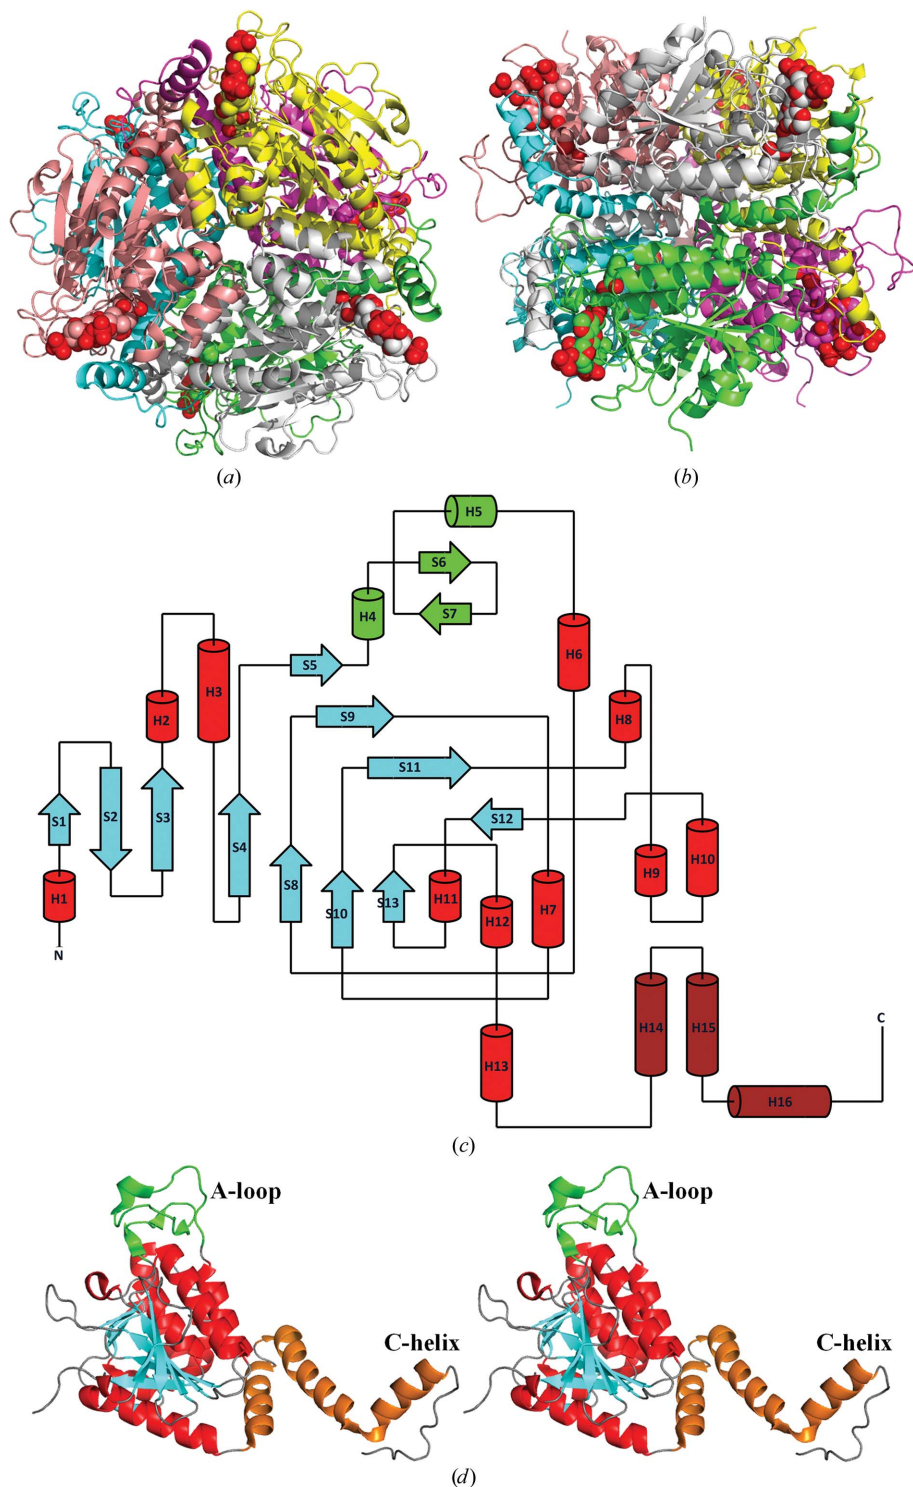 (a)
(b)
H5
S6
S7
H4
H6
S5
H3
H2
H8
S9
S11
S1
S2
S3
S12
S4
H1
S8
S10
S13
H11
H12
H7
H9
H10
N
H14
H15
C
H13
H16
(c)
A-loop
A-loop
C-helix
C-helix
(d)